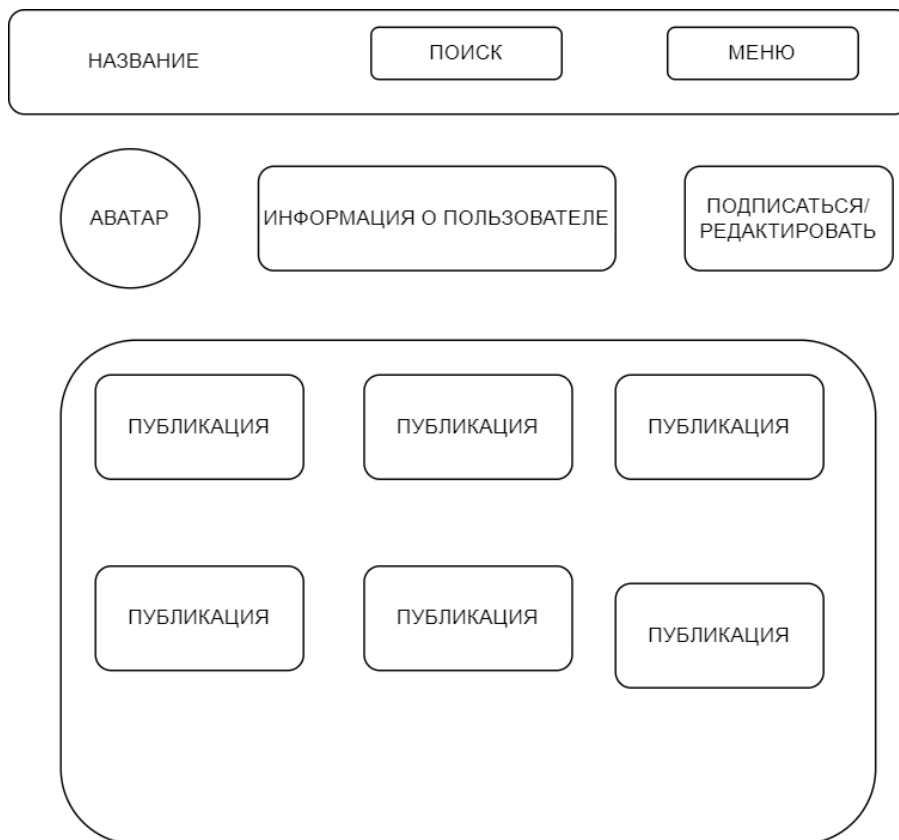 НАЗВАНИЕ
ПОИСК
МЕНЮ
АВАТАР
ИНФОРМАЦИЯ О ПОЛЬЗОВАТЕЛЕ
ПОДПИСАТЬСЯ/
РЕДАКТИРОВАТЬ
ПУБЛИКАЦИЯ
ПУБЛИКАЦИЯ
ПУБЛИКАЦИЯ
ПУБЛИКАЦИЯ
ПУБЛИКАЦИЯ
ПУБЛИКАЦИЯ